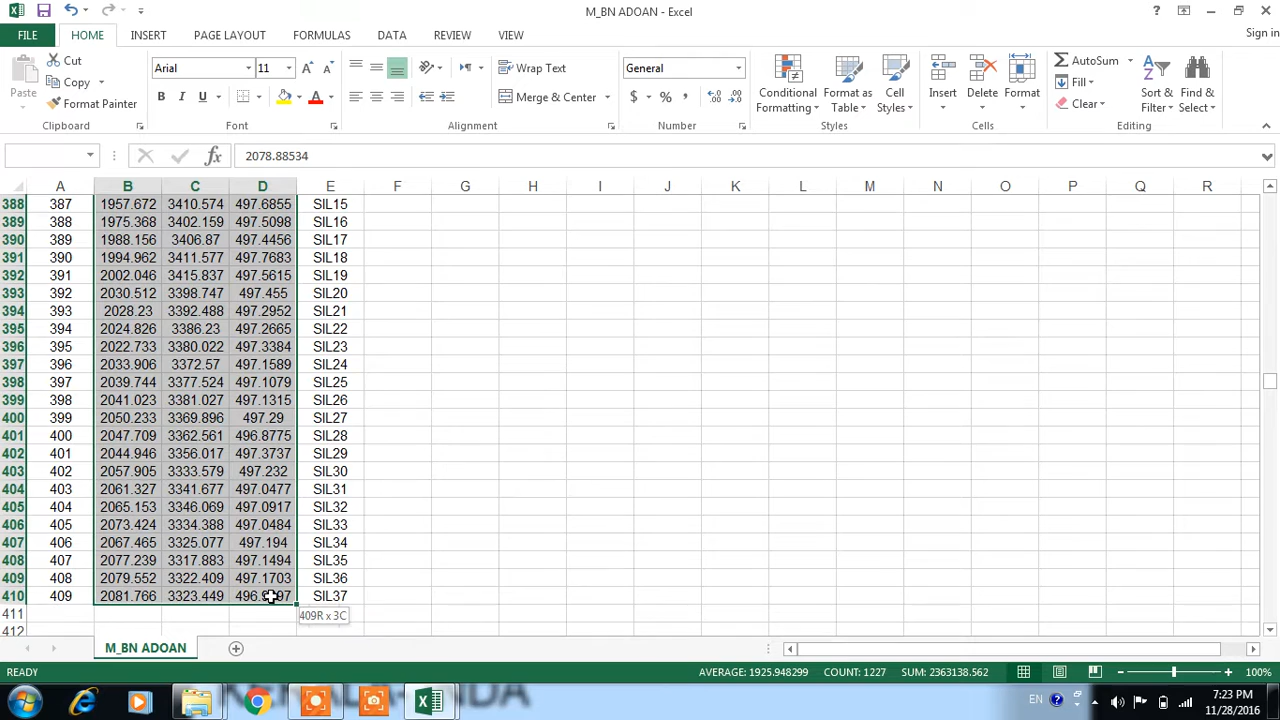 M_BN ADOAN - Excel
?
FILE HOME INSERT PAGE LAYOUT FORMULAS DATA REVIEW VIEW Sign in
Paste Cut Copy Format Painter
Clipboard
Arial 11
B I U A
Font
Wrap Text
Merge & Center
Alignment
General
$ % ,
Number
Conditional Formatting Format as Table Cell Styles
Styles
Insert Delete Format
Cells
AutoSum Fill Clear Sort & Filter Find & Select
Editing
fx 2078.88534
A B C D E F G H I J K L M N O P Q R
388 387 1957.672 3410.574 497.6855 SIL15
389 388 1975.368 3402.159 497.5098 SIL16
390 389 1988.156 3406.87 497.4456 SIL17
391 390 1994.962 3411.577 497.7683 SIL18
392 391 2002.046 3415.837 497.5615 SIL19
393 392 2030.512 3398.747 497.455 SIL20
394 393 2028.23 3392.488 497.2952 SIL21
395 394 2024.826 3386.23 497.2665 SIL22
396 395 2022.733 3380.022 497.3384 SIL23
397 396 2033.906 3372.57 497.1589 SIL24
398 397 2039.744 3377.524 497.1079 SIL25
399 398 2041.023 3381.027 497.1315 SIL26
400 399 2050.233 3369.896 497.29 SIL27
401 400 2047.709 3362.561 496.8775 SIL28
402 401 2044.946 3356.017 497.3737 SIL29
403 402 2057.905 3333.579 497.232 SIL30
404 403 2061.327 3341.677 497.0477 SIL31
405 404 2065.153 3346.069 497.0917 SIL32
406 405 2073.424 3334.388 497.0484 SIL33
407 406 2067.465 3325.077 497.194 SIL34
408 407 2077.239 3317.883 497.1494 SIL35
409 408 2079.552 3322.409 497.1703 SIL36
410 409 2081.766 3323.449 SIL37
411 409R x 3C
412
M_BN ADOAN
READY AVERAGE: 1925.948299 COUNT: 1227 SUM: 2363138.562 100%
EN 7:23 PM
11/28/2016